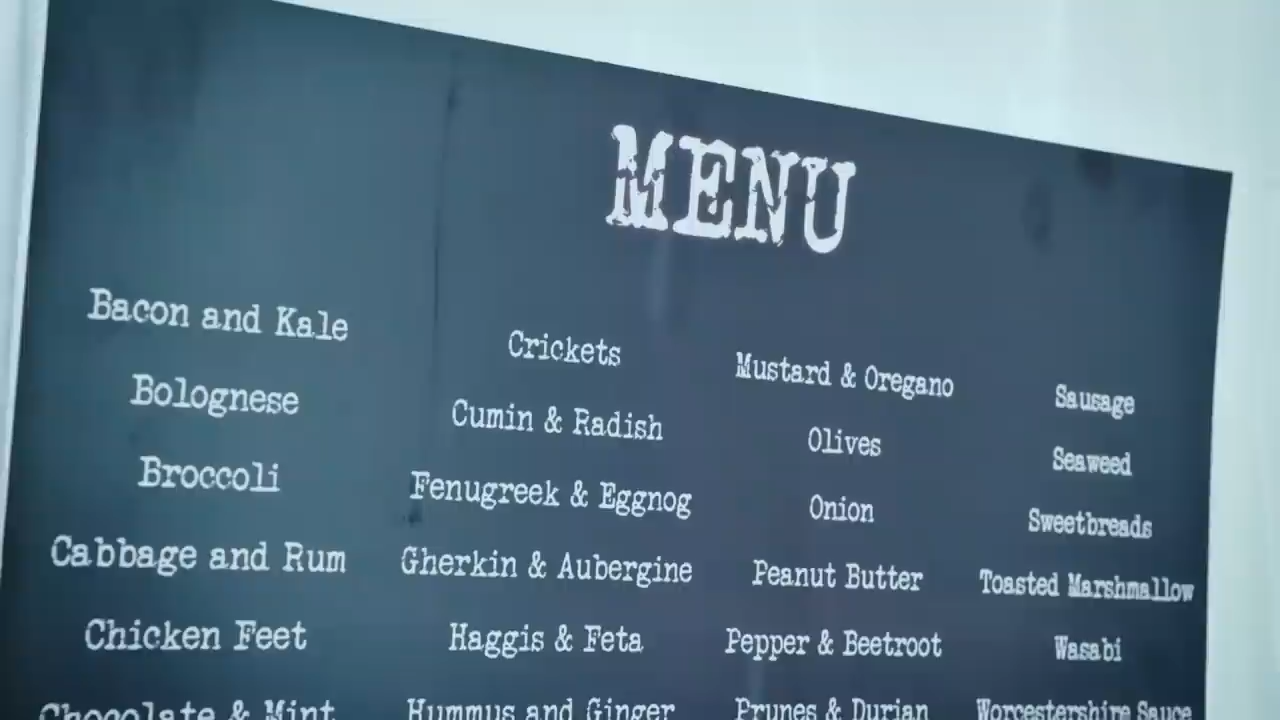 MENU
Bacon and Kale
Bolognese
Broccoli
Cabbage and Rum
Chicken Feet
Chocolate & Mint
Crickets
Cumin & Radish
Fenugreek & Eggnog
Gherkin & Aubergine
Haggis & Feta
Hummus and Ginger
Mustard & Oregano
Olives
Onion
Peanut Butter
Pepper & Beetroot
Prunes & Durian
Sausage
Seaweed
Sweetbreads
Toasted Marshmallow
Wasabi
Worcestershire Sauce